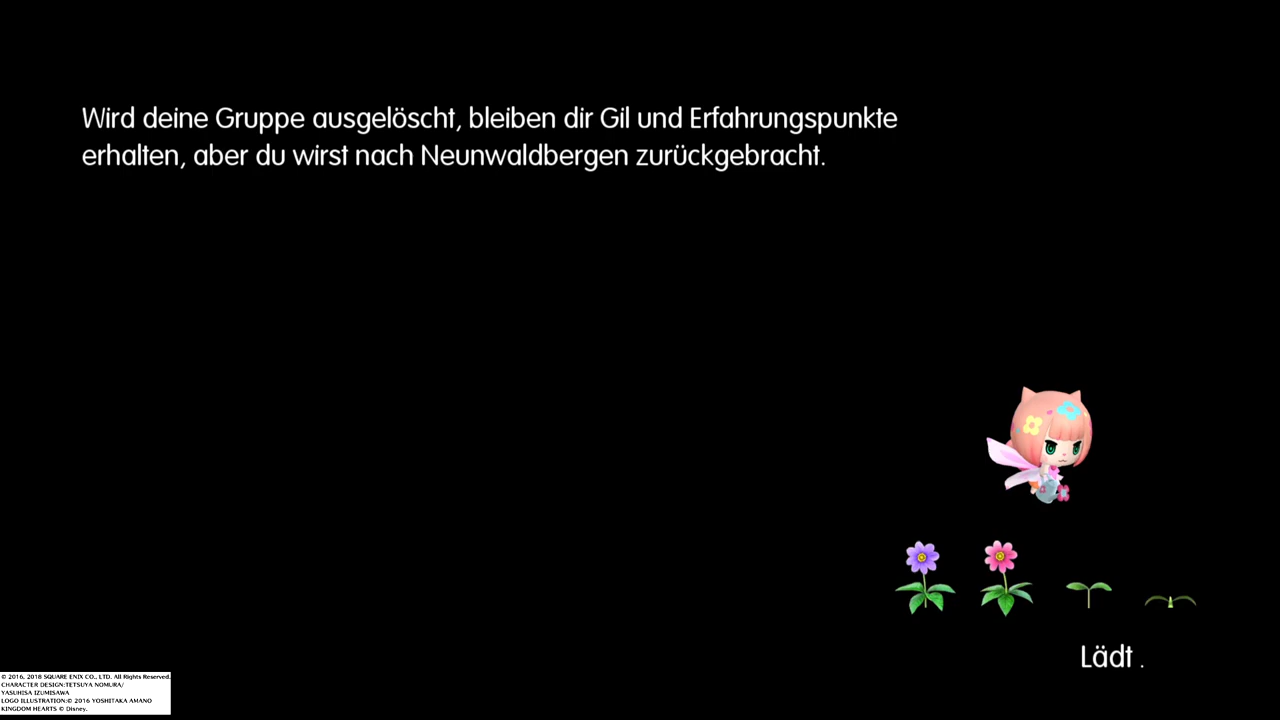 Wird deine Gruppe ausgelöscht, bleiben dir Gil und Erfahrungspunkte
erhalten, aber du wirst nach Neunwaldbergen zurückgebracht.
Lädt .
© 2016, 2018 SQUARE ENIX CO., LTD. All Rights Reserved.
CHARACTER DESIGN:TETSUYA NOMURA/
YASUHISA IZUMISAWA
LOGO ILLUSTRATION:© 2016 YOSHITAKA AMANO
KINGDOM HEARTS © Disney.